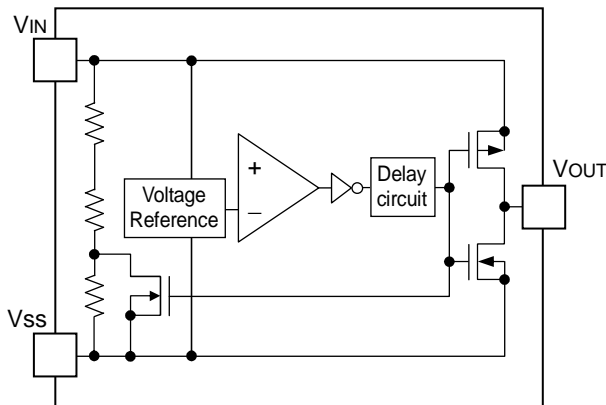 VIN
VOUT
VSS
Voltage
Reference
+
−
Delay
circuit